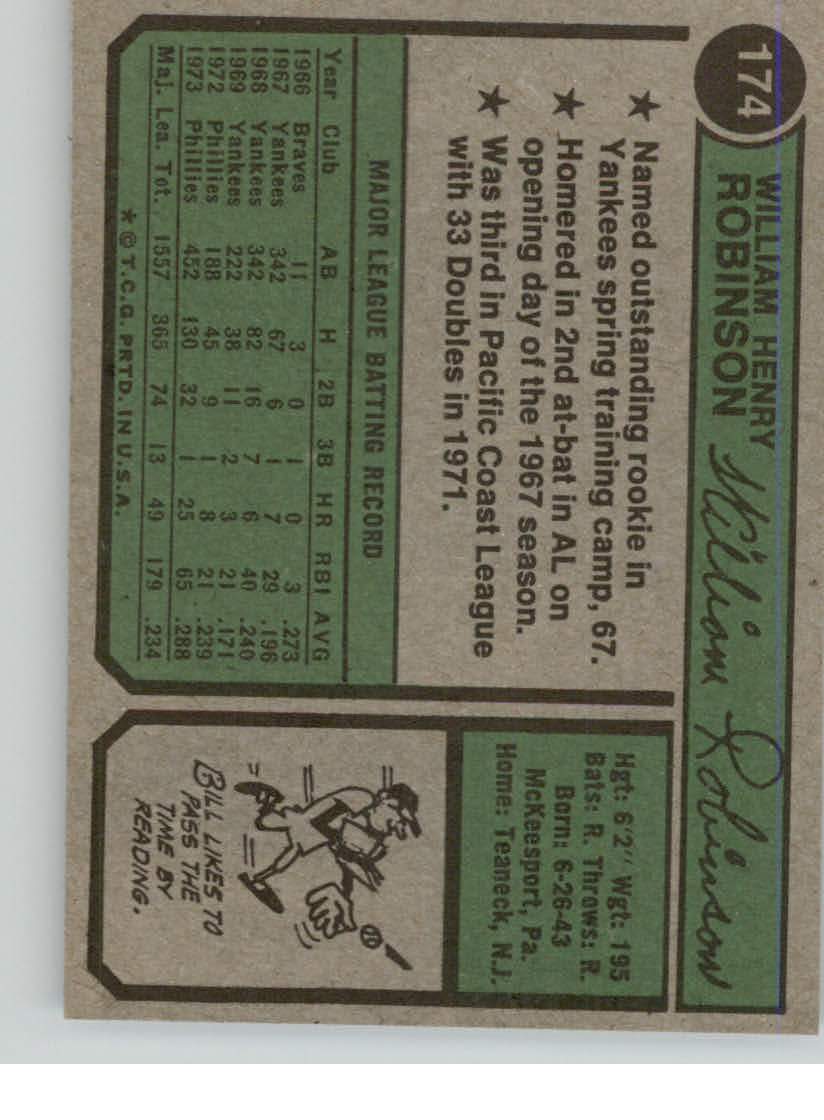 174
WILLIAM HENRY
ROBINSON
William Robinson
★ Named outstanding rookie in
Yankees spring training camp, 67.
★ Homered in 2nd at-bat in AL on
opening day of the 1967 season.
★ Was third in Pacific Coast League
with 33 Doubles in 1971.
MAJOR LEAGUE BATTING RECORD
Year Club AB H 2B 3B HR RBI AVG
1966 Braves 11 3 0 1 0 3 .273
1967 Yankees 342 67 6 1 7 29 .196
1968 Yankees 342 82 16 7 6 40 .240
1969 Yankees 222 38 11 2 3 21 .171
1972 Phillies 188 45 9 1 8 21 .239
1973 Phillies 452 130 32 1 25 65 .288
Maj. Lea. Tot. 1557 365 74 13 49 179 .234
* © T.C.G. PRTD. IN U.S.A.
Hgt: 6'2" Wgt: 195
Bats: R. Throws: R.
Born: 6-26-43
McKeesport, Pa.
Home: Teaneck, N.J.
BILL LIKES TO
PASS THE
TIME BY
READING.